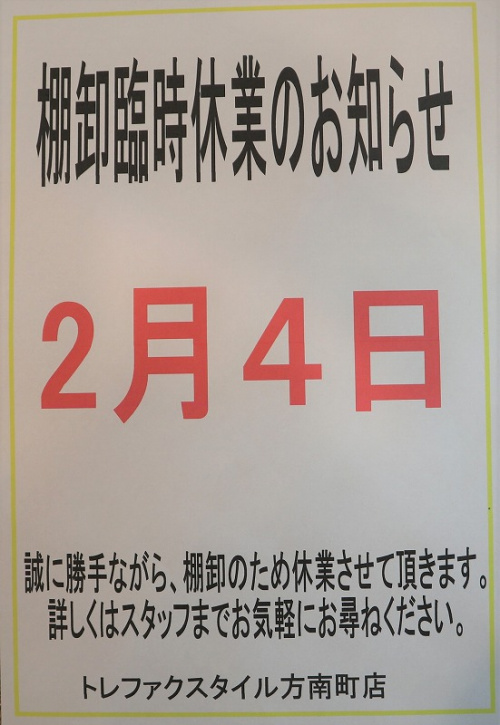 棚卸臨時休業のお知らせ
2月4日
誠に勝手ながら、棚卸のため休業させて頂きます。
詳しくはスタッフまでお気軽にお尋ねください。
トレファクスタイル方南町店